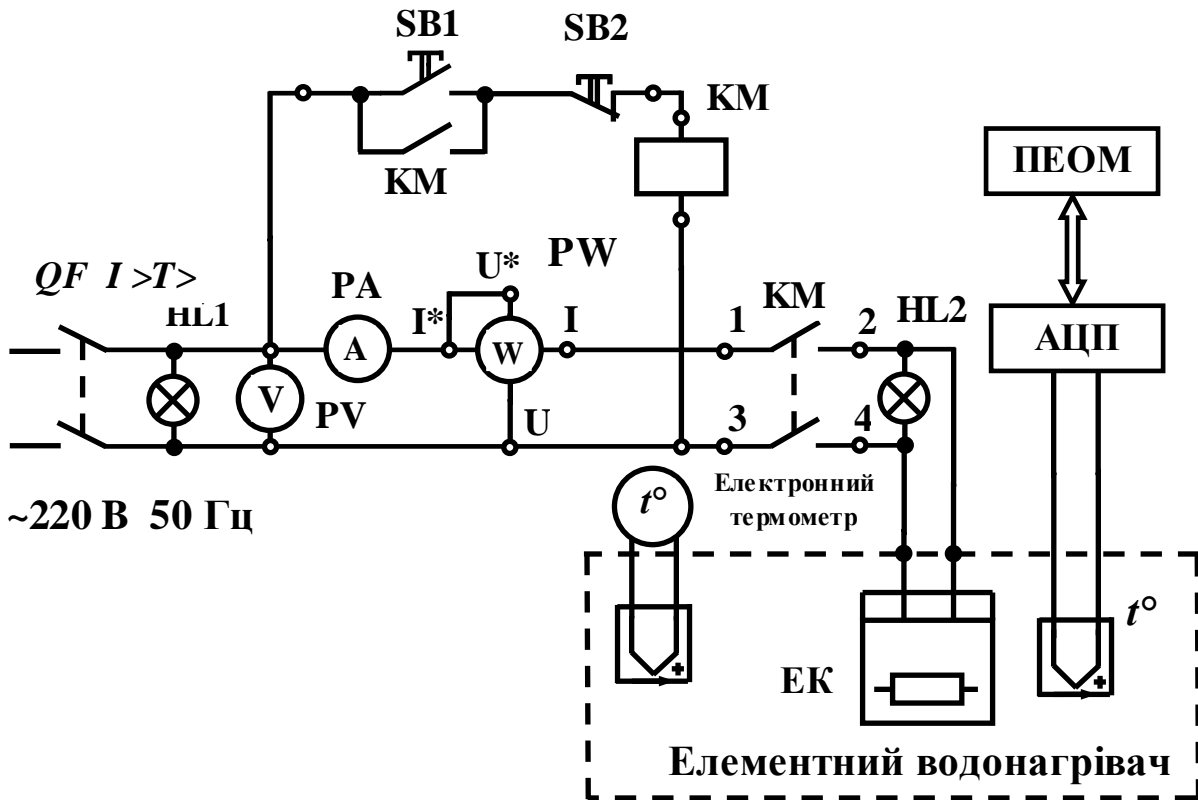 SB1
SB2
KM
KM
ПЕОМ
QF I >T>
HL1
PA
I*
U*
PW
I
1
KM
2
HL2
АЦП
A
W
V
PV
U
3
4
~220 В 50 Гц
t°
Електронний
термометр
t°
+
+
ЕК
Елементний водонагрівач